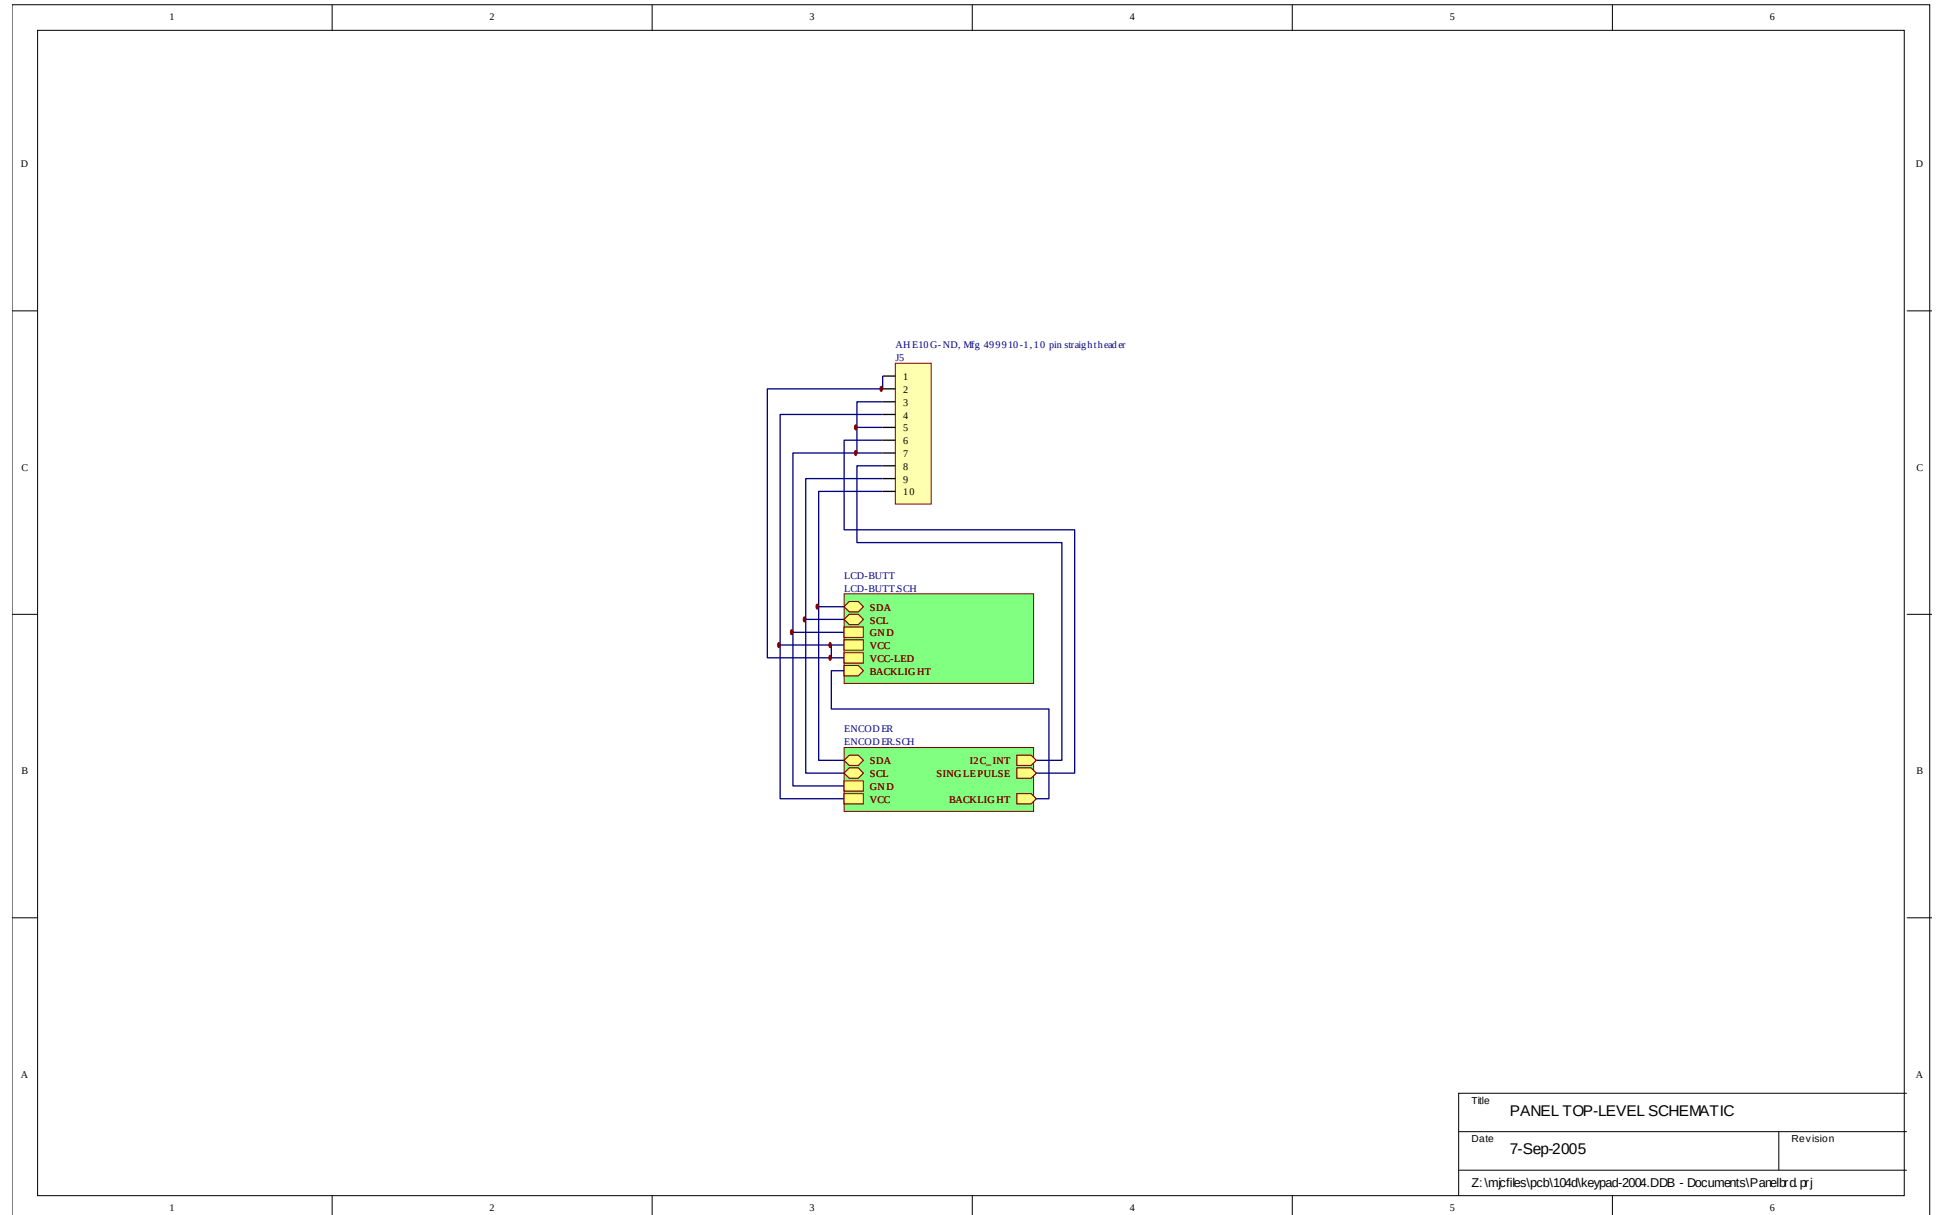 1 2 3 4 5 6
D D
AHE10G-ND, Mfg 499910-1, 10 pin straight header
J5
1
2
3
4
5
6
7
8
9
10
C C
LCD-BUTT
LCD-BUTT.SCH
SDA
SCL
GND
VCC
VCC-LED
BACKLIGHT
ENCODER
ENCODER.SCH
SDA I2C_INT
SCL SINGLEPULSE
GND
VCC BACKLIGHT
B B
A A
Title PANEL TOP-LEVEL SCHEMATIC
Date 7-Sep-2005 Revision
Z:\mjcfiles\pcb\104d\keypad-2004.DDB - Documents\Panelbrd.prj
1 2 3 4 5 6